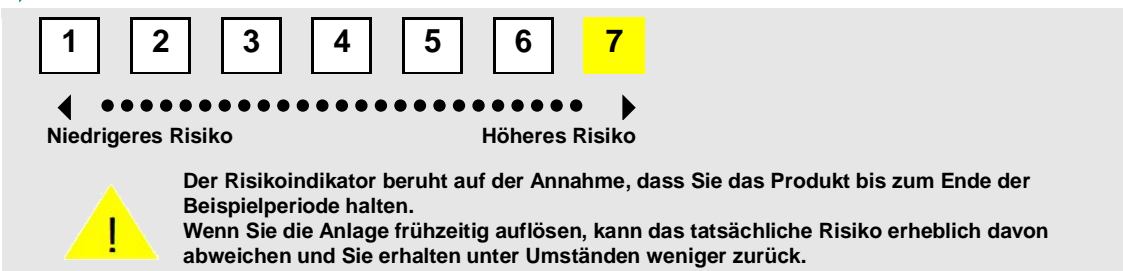 1 2 3 4 5 6 7
Niedrigeres Risiko Höheres Risiko
Der Risikoindikator beruht auf der Annahme, dass Sie das Produkt bis zum Ende der
Beispielperiode halten.
!
Wenn Sie die Anlage frühzeitig auflösen, kann das tatsächliche Risiko erheblich davon
abweichen und Sie erhalten unter Umständen weniger zurück.